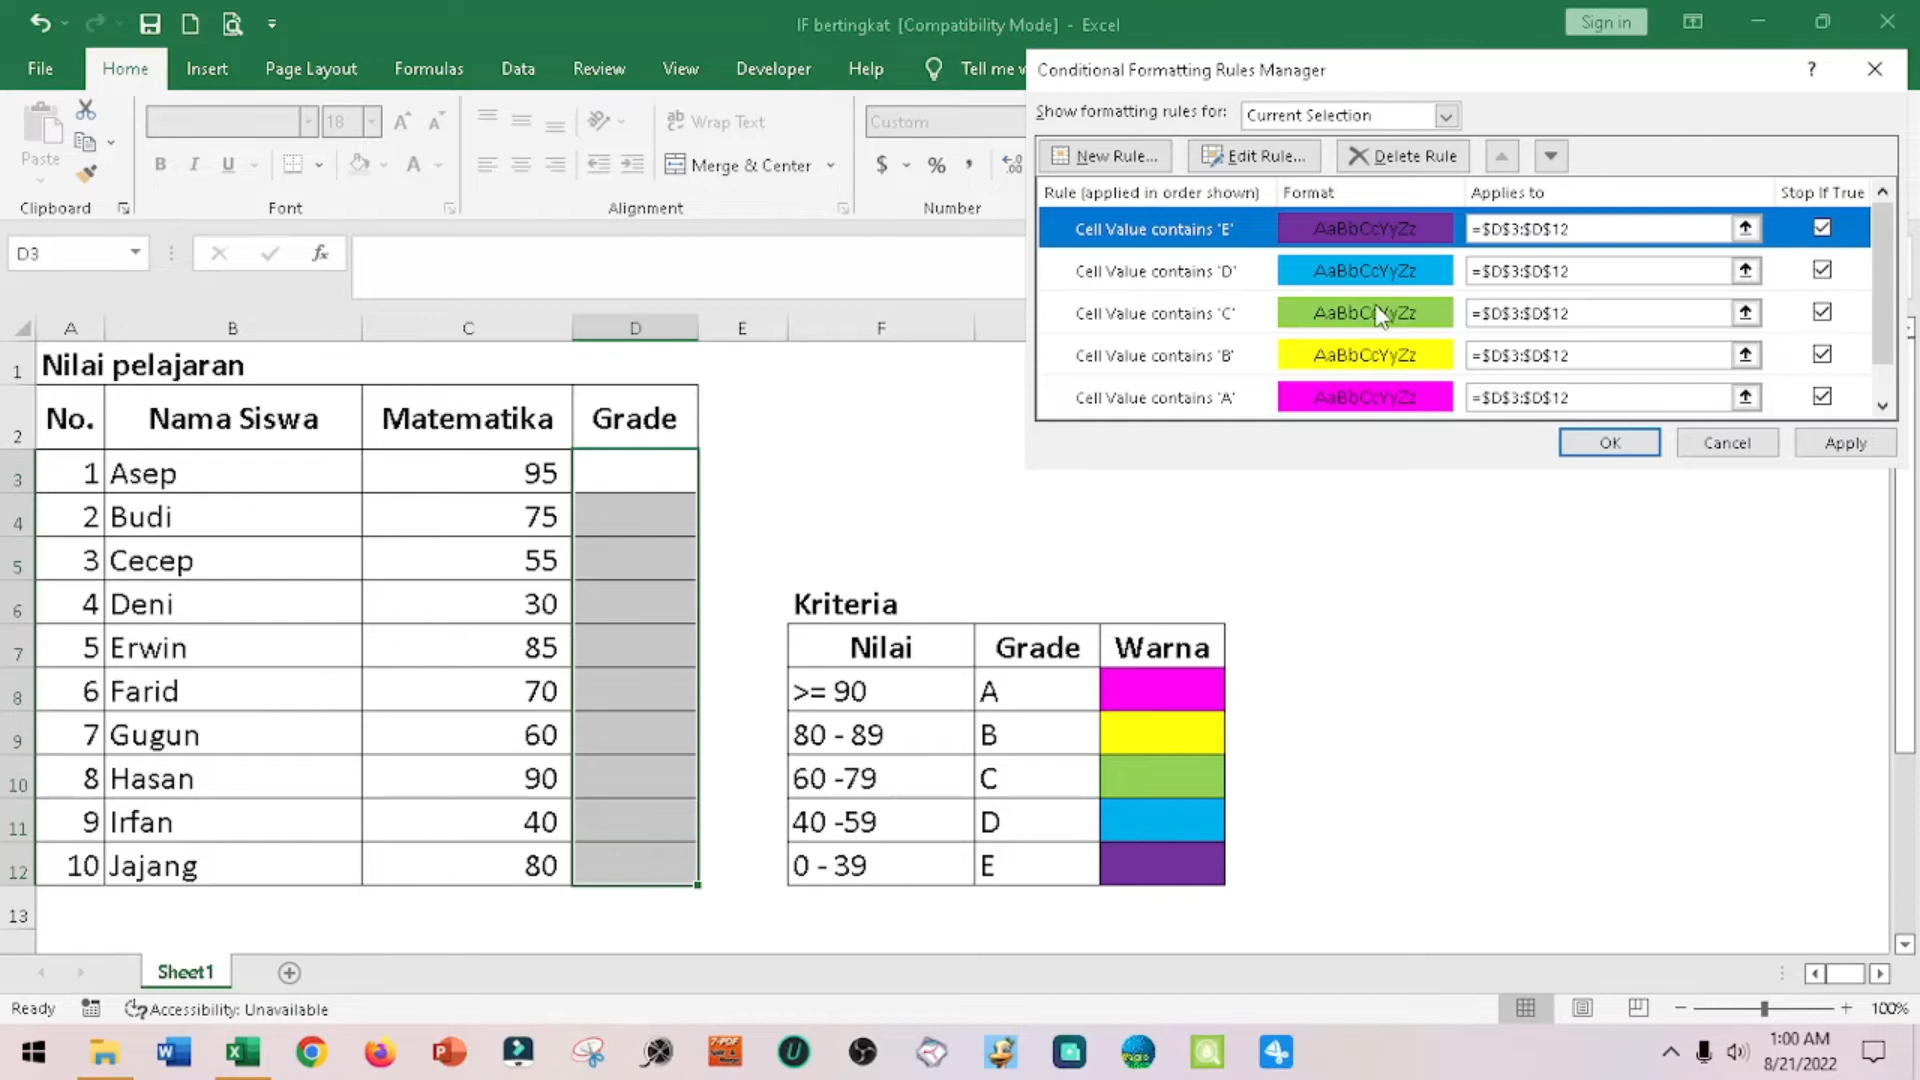 IF bertingkat [Compatibility Mode] - Excel
Sign in
File Home Insert Page Layout Formulas Data Review View Developer Help Tell me
Conditional Formatting Rules Manager
?
Show formatting rules for: Current Selection
New Rule... Edit Rule... Delete Rule
Rule (applied in order shown) Format Applies to Stop If True
Cell Value contains 'E' AaBbCcYyZz =$D$3:$D$12
Cell Value contains 'D' AaBbCcYyZz =$D$3:$D$12
Cell Value contains 'C' AaBbCcYyZz =$D$3:$D$12
Cell Value contains 'B' AaBbCcYyZz =$D$3:$D$12
Cell Value contains 'A' AaBbCcYyZz =$D$3:$D$12
OK Cancel Apply
18 A A ab Wrap Text Custom
Paste B I U A Merge & Center $ %
Clipboard Font Alignment Number
D3 fx
A B C D E F
1 Nilai pelajaran
2 No. Nama Siswa Matematika Grade
3 1 Asep 95
4 2 Budi 75
5 3 Cecep 55
6 4 Deni 30 Kriteria
7 5 Erwin 85 Nilai Grade Warna
8 6 Farid 70 >= 90 A
9 7 Gugun 60 80 - 89 B
10 8 Hasan 90 60 -79 C
11 9 Irfan 40 40 -59 D
12 10 Jajang 80 0 - 39 E
13
Sheet1
Ready Accessibility: Unavailable 100%
1:00 AM
8/21/2022